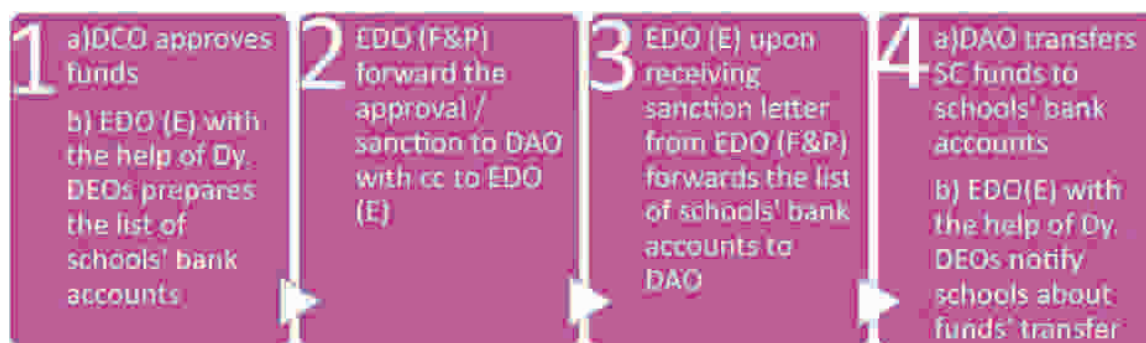 1
a)DCO approves
funds
b) EDO (E) with
the help of Dy.
DEOs prepares
the list of
schools' bank
accounts
2
EDO (F&P)
forward the
approval /
sanction to DAO
with cc to EDO
(E)
3
EDO (E) upon
receiving
sanction letter
from EDO (F&P)
forwards the list
of schools' bank
accounts to
DAO
4
a)DAO transfers
SC funds to
schools' bank
accounts
b) EDO(E) with
the help of Dy.
DEOs notify
schools about
funds' transfer